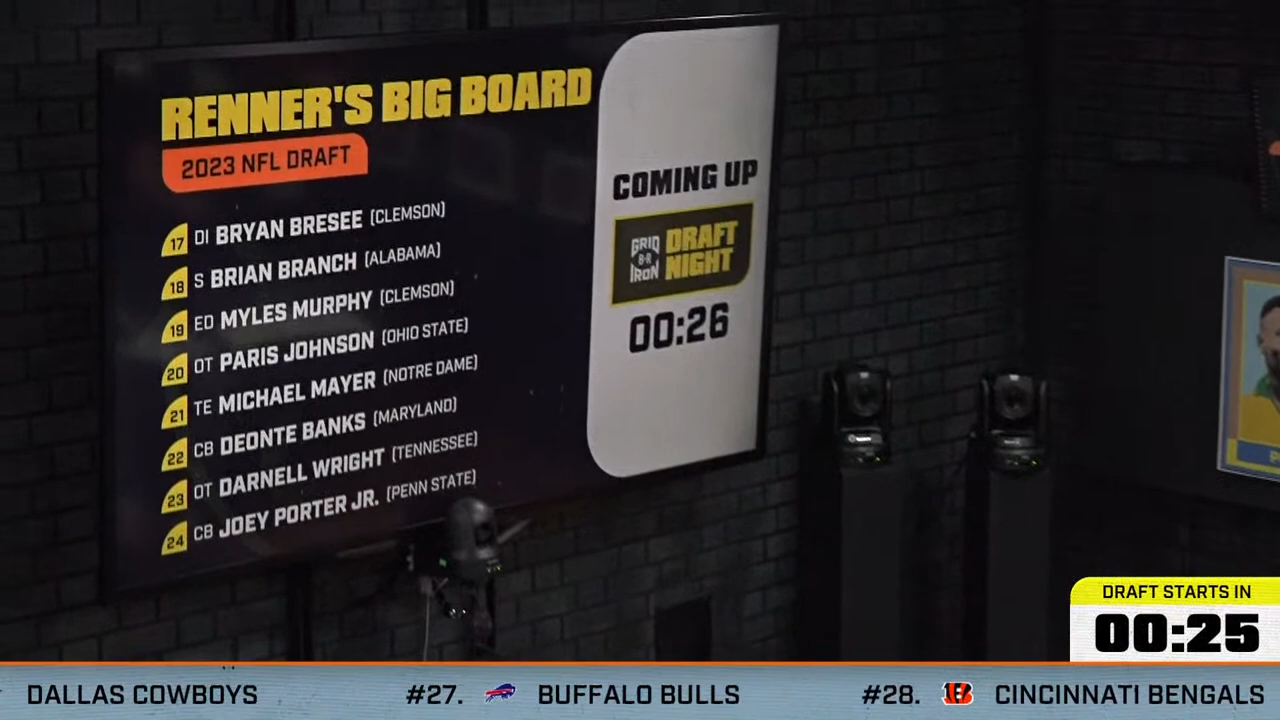 RENNER'S BIG BOARD
2023 NFL DRAFT
17 DI BRYAN BRESEE (CLEMSON)
18 S BRIAN BRANCH (ALABAMA)
19 ED MYLES MURPHY (CLEMSON)
20 OT PARIS JOHNSON (OHIO STATE)
21 TE MICHAEL MAYER (NOTRE DAME)
22 CB DEONTE BANKS (MARYLAND)
23 OT DARNELL WRIGHT (TENNESSEE)
24 CB JOEY PORTER JR. (PENN STATE)
COMING UP
GRID B·R IRON
DRAFT NIGHT
00:26
DRAFT STARTS IN
00:25
DALLAS COWBOYS #27. BUFFALO BULLS #28. CINCINNATI BENGALS